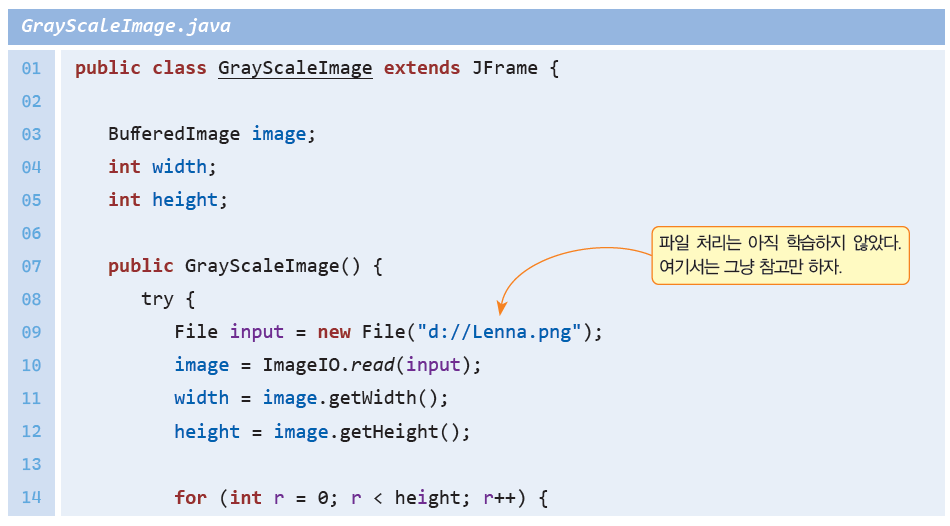 GrayScaleImage.java
01 public class GrayScaleImage extends JFrame {
02
03 BufferedImage image;
04 int width;
05 int height;
06
파일 처리는 아직 학습하지 않았다.
여기서는 그냥 참고만 하자.
07 public GrayScaleImage() {
08 try {
09 File input = new File("d://Lenna.png");
10 image = ImageIO.read(input);
11 width = image.getWidth();
12 height = image.getHeight();
13
14 for (int r = 0; r < height; r++) {